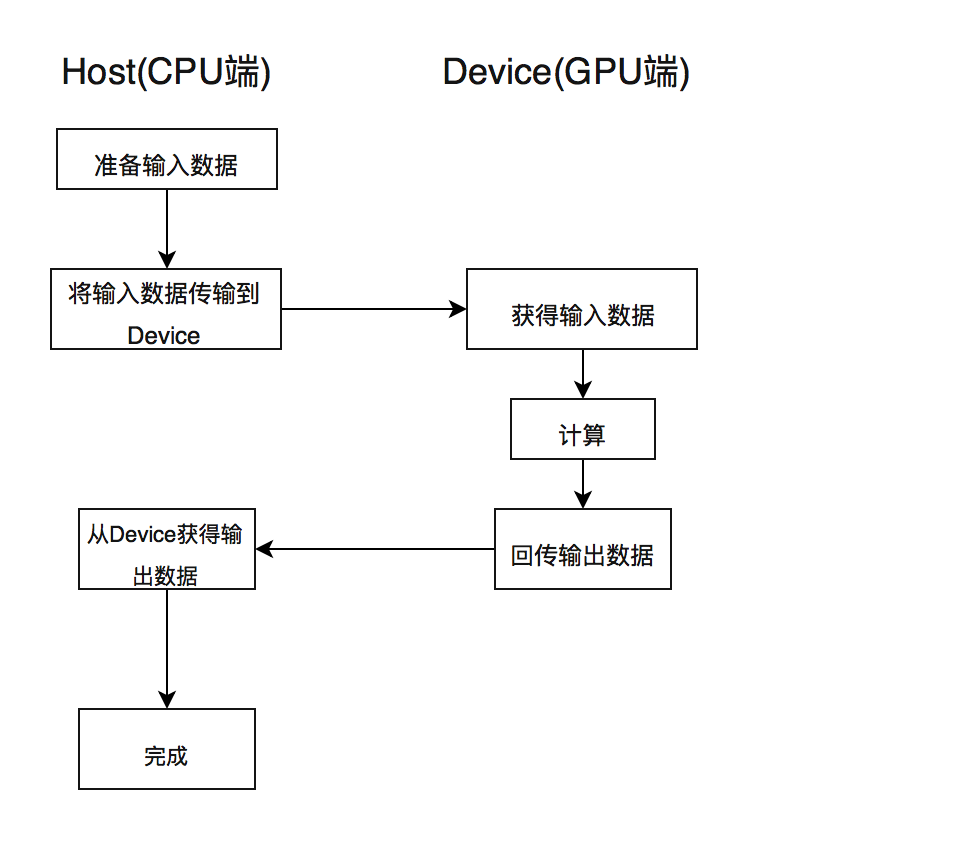 Host(CPU端)
Device(GPU端)
准备输入数据
将输入数据传输到
Device
获得输入数据
计算
从Device获得输
出数据
回传输出数据
完成